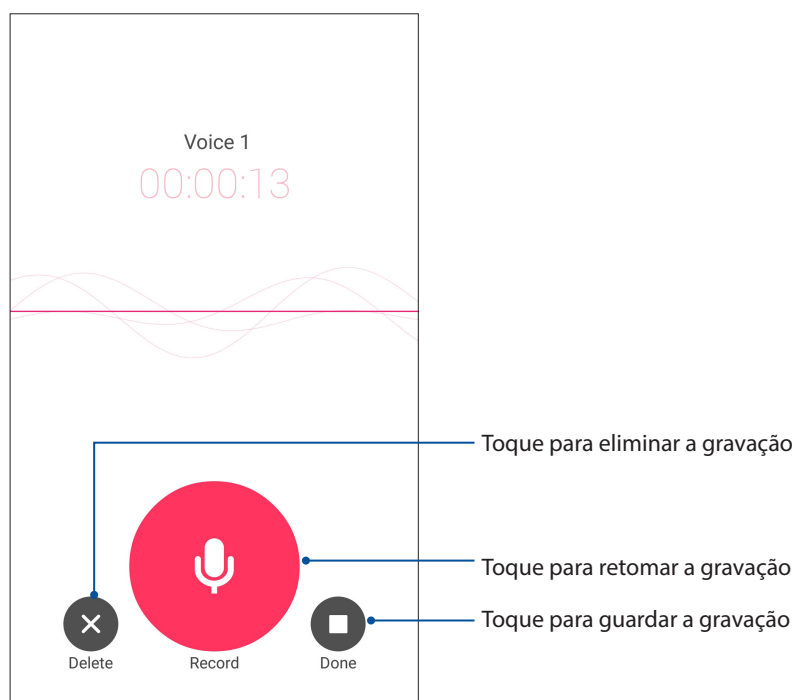 Voice 1
00:00:13
Toque para eliminar a gravação
Toque para retomar a gravação
Toque para guardar a gravação
Delete
Record
Done